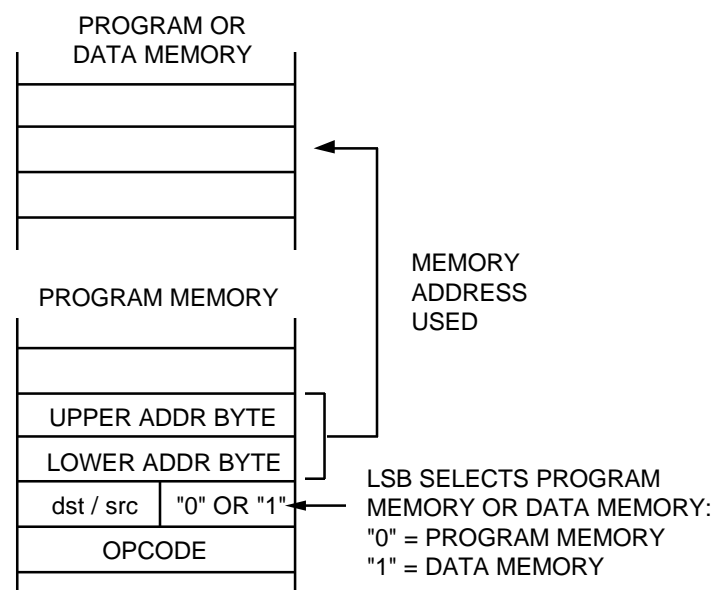 PROGRAM OR
DATA MEMORY
MEMORY
ADDRESS
USED
PROGRAM MEMORY
UPPER ADDR BYTE
LOWER ADDR BYTE
dst / src
"0" OR "1"
OPCODE
LSB SELECTS PROGRAM
MEMORY OR DATA MEMORY:
"0" = PROGRAM MEMORY
"1" = DATA MEMORY